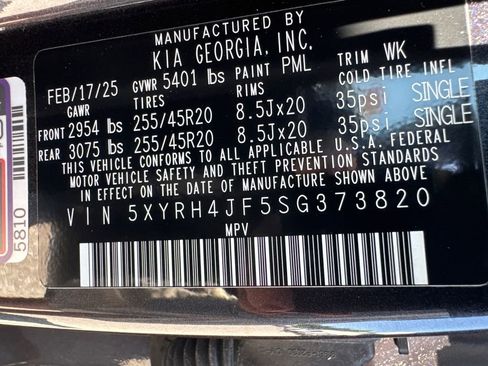 MANUFACTURED BY
KIA GEORGIA, INC.
FEB/17/25 GVWR 5401 lbs PAINT PML TRIM WK
GAWR TIRES RIMS COLD TIRE INFL
FRONT 2954 lbs 255/45R20 8.5Jx20 35psi SINGLE
REAR 3075 lbs 255/45R20 8.5Jx20 35psi SINGLE
THIS VEHICLE CONFORMS TO ALL APPLICABLE U.S.A. FEDERAL
MOTOR VEHICLE SAFETY AND THEFT PREVENTION STANDARDS
IN EFFECT ON THE DATE OF MANUFACTURE SHOWN ABOVE
VIN 5XYRH4JF5SG373820
MPV
5810